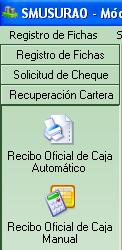 SMUSURA0 - Mód
Registro de Fichas S
Registro de Fichas
Solicitud de Cheque
Recuperación Cartera
Recibo Oficial de Caja
Automático
Recibo Oficial de Caja
Manual